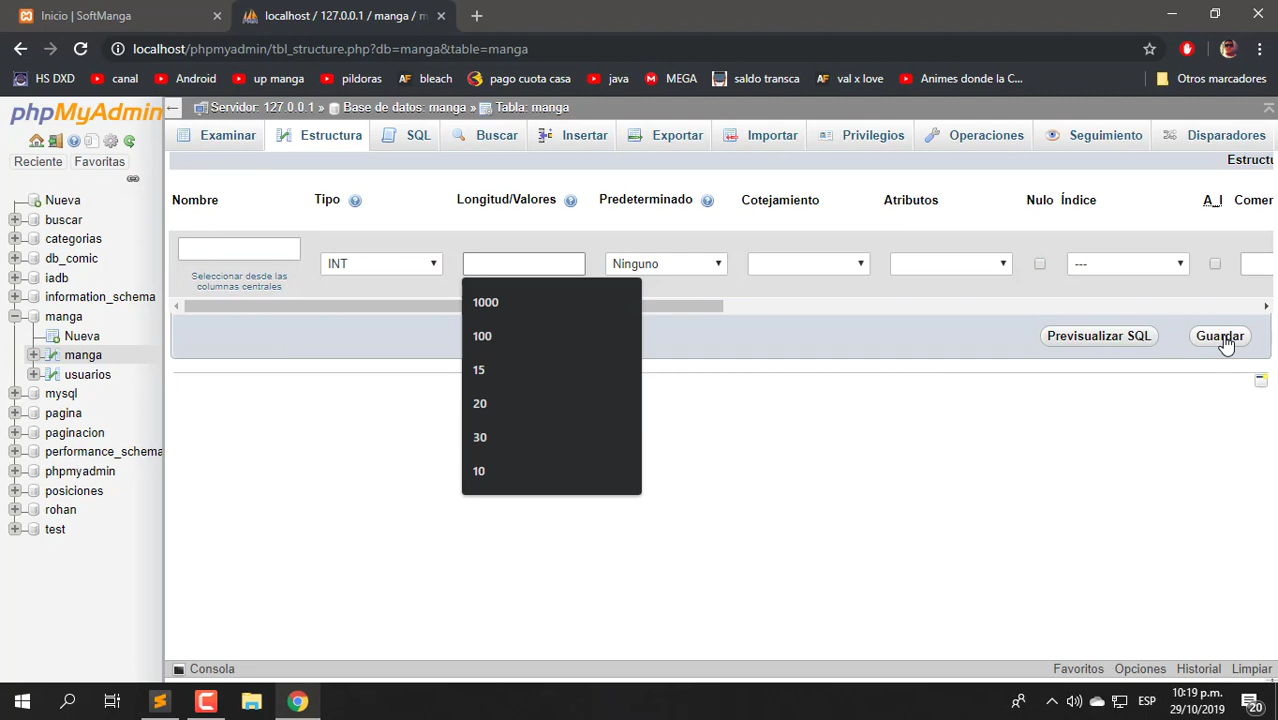 Inicio | SoftManga
localhost / 127.0.0.1 / manga / m
localhost/phpmyadmin/tbl_structure.php?db=manga&table=manga
HS DXD
canal
Android
up manga
pildoras
AF bleach
pago cuota casa
java
MEGA
saldo transca
AF val x love
Animes donde la C...
Otros marcadores
phpMyAdmin
Reciente
Favoritas
Nueva
buscar
categorias
db_comic
iadb
information_schema
manga
Nueva
manga
usuarios
mysql
pagina
paginacion
performance_schema
phpmyadmin
posiciones
rohan
test
Servidor: 127.0.0.1 » Base de datos: manga » Tabla: manga
Examinar
Estructura
SQL
Buscar
Insertar
Exportar
Importar
Privilegios
Operaciones
Seguimiento
Disparadores
Estructu
Nombre
Tipo
Longitud/Valores
Predeterminado
Cotejamiento
Atributos
Nulo
Índice
A_I
Comer
Seleccionar desde las
columnas centrales
INT
Ninguno
---
1000
100
15
20
30
10
Previsualizar SQL
Guardar
Consola
Favoritos
Opciones
Historial
Limpiar
ESP
10:19 p.m.
29/10/2019
20